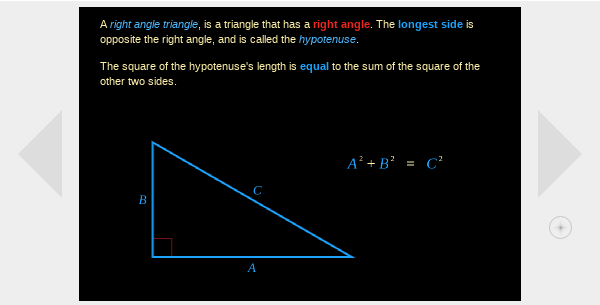 A right angle triangle, is a triangle that has a right angle. The longest side is
opposite the right angle, and is called the hypotenuse.
The square of the hypotenuse's length is equal to the sum of the square of the
other two sides.
A² + B² = C²
C
B
A